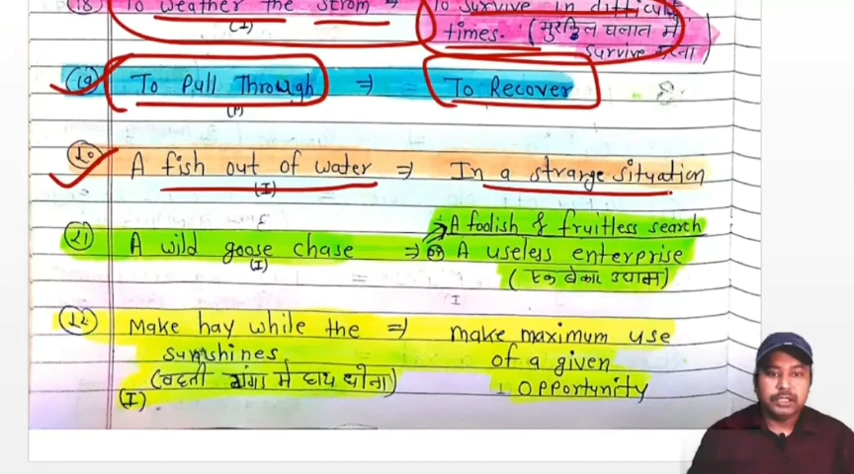 (18) To weather the strom ⇒ To survive in difficult
(I) times. (मुश्किल हालात में
survive करना)
(19) To Pull Through ⇒ To Recover
(P)
(20) A fish out of water ⇒ In a strange situation
(I)
A foolish & fruitless search
(21) A wild goose chase ⇒ or A useless enterprise
(I) (एक बेकार उद्यम)
(22) Make hay while the ⇒ make maximum use
sunshines of a given
(बहती गंगा में हाथ धोना) opportunity
(I)